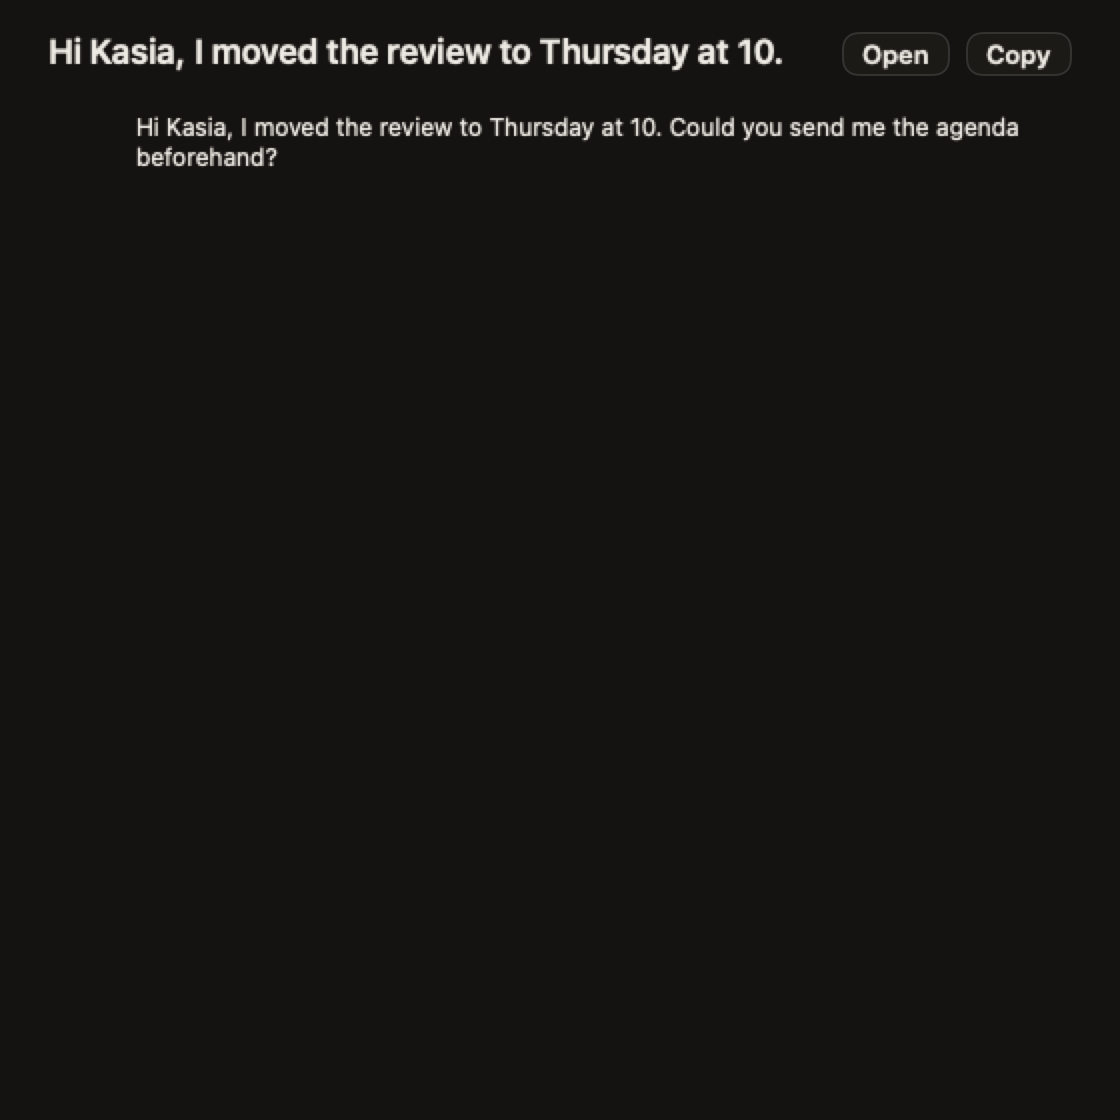 Hi Kasia, I moved the review to Thursday at 10.
Open
Copy
Hi Kasia, I moved the review to Thursday at 10. Could you send me the agenda
beforehand?